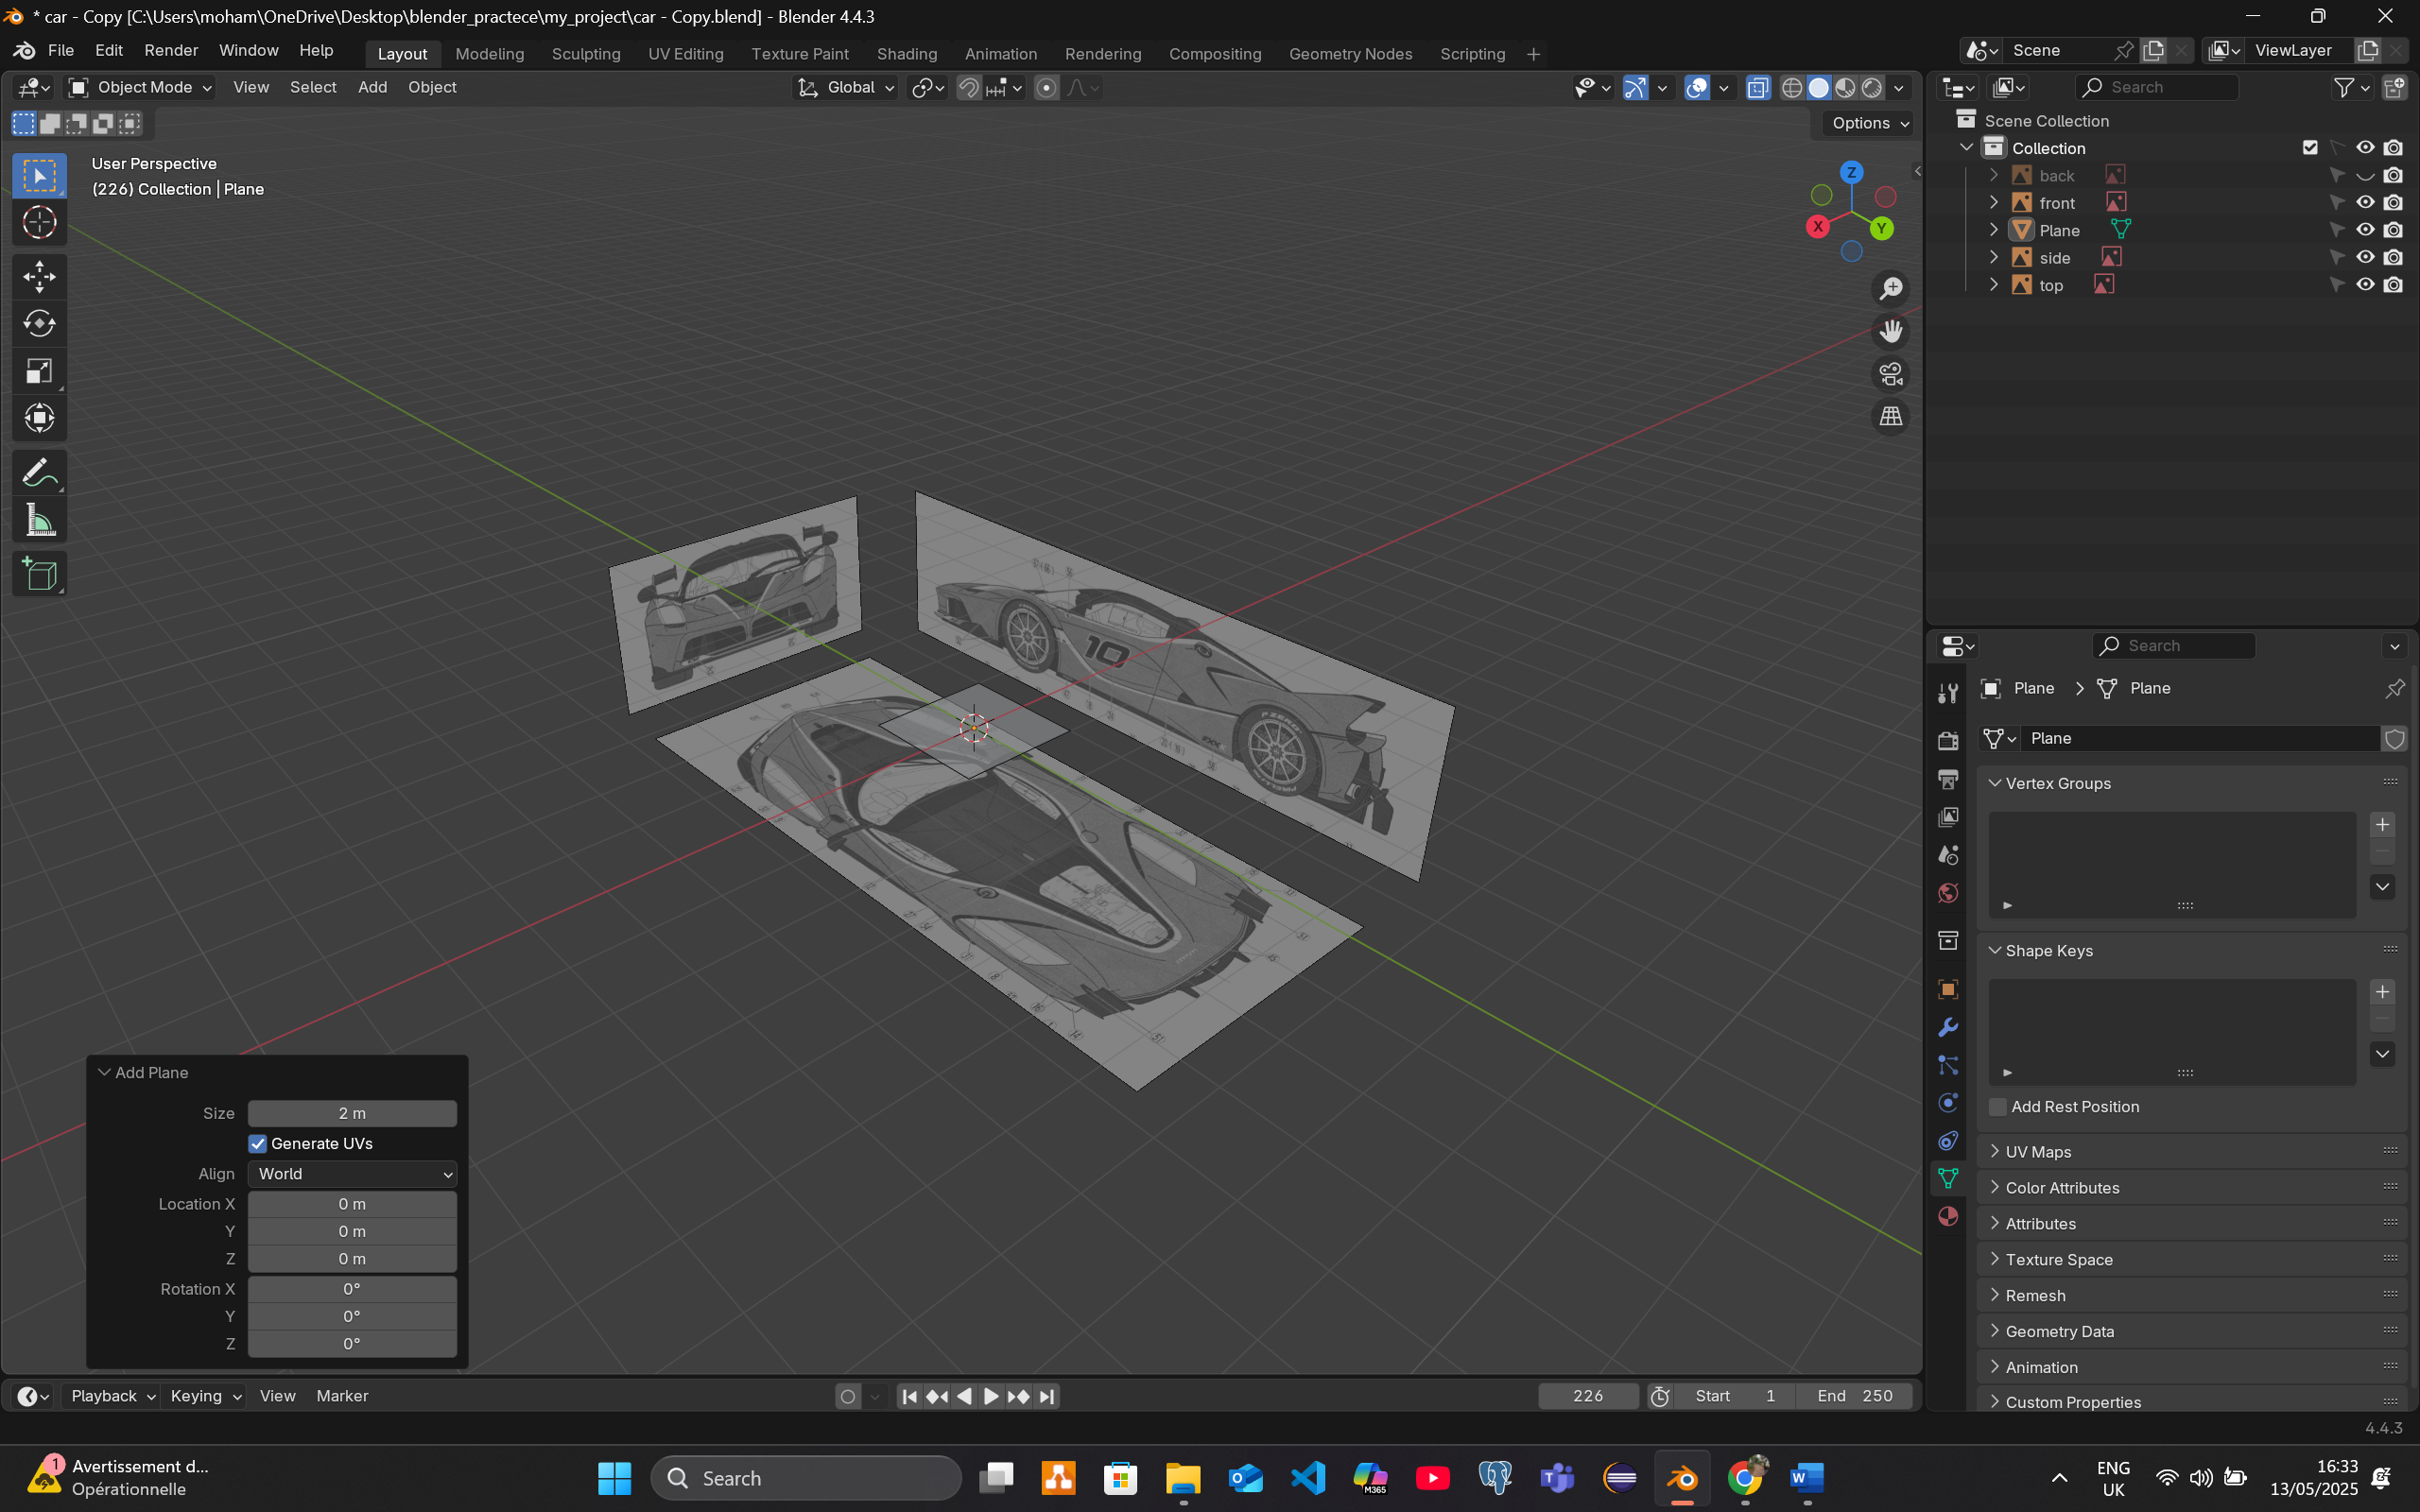 * car - Copy [C:\Users\moham\OneDrive\Desktop\blender_practece\my_project\car - Copy.blend] - Blender 4.4.3
File Edit Render Window Help Layout Modeling Sculpting UV Editing Texture Paint Shading Animation Rendering Compositing Geometry Nodes Scripting + Scene ViewLayer
Object Mode View Select Add Object Global Search
Options
User Perspective
(226) Collection | Plane
Z
X
Y
Scene Collection
Collection
back
front
Plane
side
top
10
Search
Plane > Plane
Plane
Vertex Groups
Shape Keys
Add Rest Position
UV Maps
Color Attributes
Attributes
Texture Space
Remesh
Geometry Data
Animation
Custom Properties
Add Plane
Size 2 m
Generate UVs
Align World
Location X 0 m
Y 0 m
Z 0 m
Rotation X 0°
Y 0°
Z 0°
Playback Keying View Marker 226 Start 1 End 250
4.4.3
1
Avertissement d...
Opérationnelle
Search
M365
ENG
UK
16:33
13/05/2025